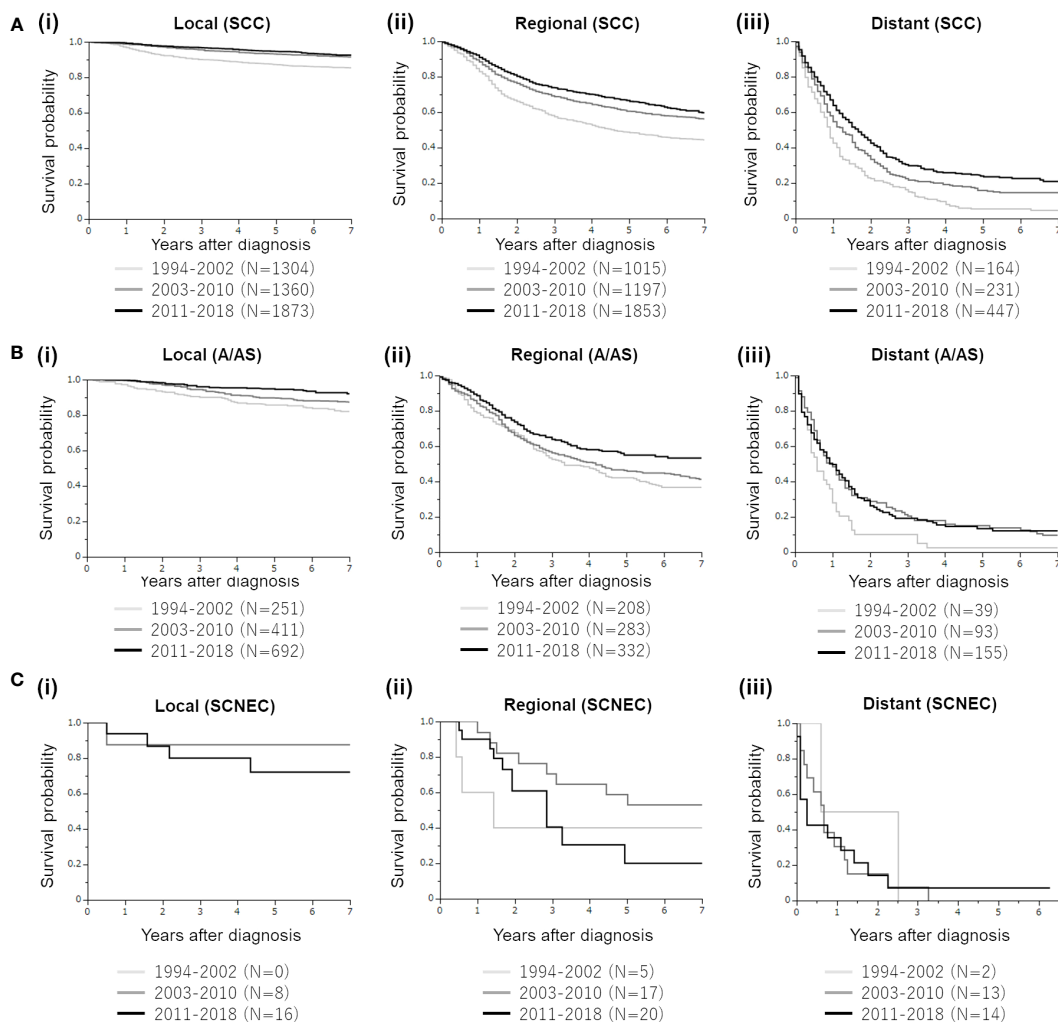 A (i) Local (SCC) (ii) Regional (SCC) (iii) Distant (SCC)
Survival probability Survival probability Survival probability
1.0 1.0 1.0
0.8 0.8 0.8
0.6 0.6 0.6
0.4 0.4 0.4
0.2 0.2 0.2
0 0 0
0 1 2 3 4 5 6 7 0 1 2 3 4 5 6 7 0 1 2 3 4 5 6 7
Years after diagnosis Years after diagnosis Years after diagnosis
1994-2002 (N=1304) 1994-2002 (N=1015) 1994-2002 (N=164)
2003-2010 (N=1360) 2003-2010 (N=1197) 2003-2010 (N=231)
2011-2018 (N=1873) 2011-2018 (N=1853) 2011-2018 (N=447)
B (i) Local (A/AS) (ii) Regional (A/AS) (iii) Distant (A/AS)
Survival probability Survival probability Survival probability
1.0 1.0 1.0
0.8 0.8 0.8
0.6 0.6 0.6
0.4 0.4 0.4
0.2 0.2 0.2
0 0 0
0 1 2 3 4 5 6 7 0 1 2 3 4 5 6 7 0 1 2 3 4 5 6 7
Years after diagnosis Years after diagnosis Years after diagnosis
1994-2002 (N=251) 1994-2002 (N=208) 1994-2002 (N=39)
2003-2010 (N=411) 2003-2010 (N=283) 2003-2010 (N=93)
2011-2018 (N=692) 2011-2018 (N=332) 2011-2018 (N=155)
C (i) Local (SCNEC) (ii) Regional (SCNEC) (iii) Distant (SCNEC)
Survival probability Survival probability Survival probability
1.0 1.0 1.0
0.8 0.8 0.8
0.6 0.6 0.6
0.4 0.4 0.4
0.2 0.2 0.2
0 0 0
0 1 2 3 4 5 6 7 0 1 2 3 4 5 6 7 0 1 2 3 4 5 6
Years after diagnosis Years after diagnosis Years after diagnosis
1994-2002 (N=0) 1994-2002 (N=5) 1994-2002 (N=2)
2003-2010 (N=8) 2003-2010 (N=17) 2003-2010 (N=13)
2011-2018 (N=16) 2011-2018 (N=20) 2011-2018 (N=14)